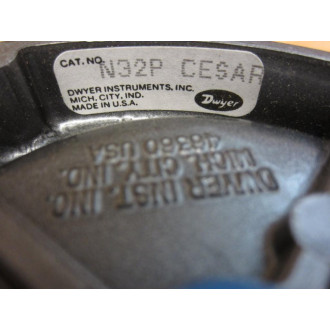 CAT. NO. N32P CESAR
DWYER INSTRUMENTS, INC.
MICH. CITY, IND.
MADE IN U.S.A.
Dwyer
DWYER INST. INC.
MICH. CITY, IND.
46360 USA